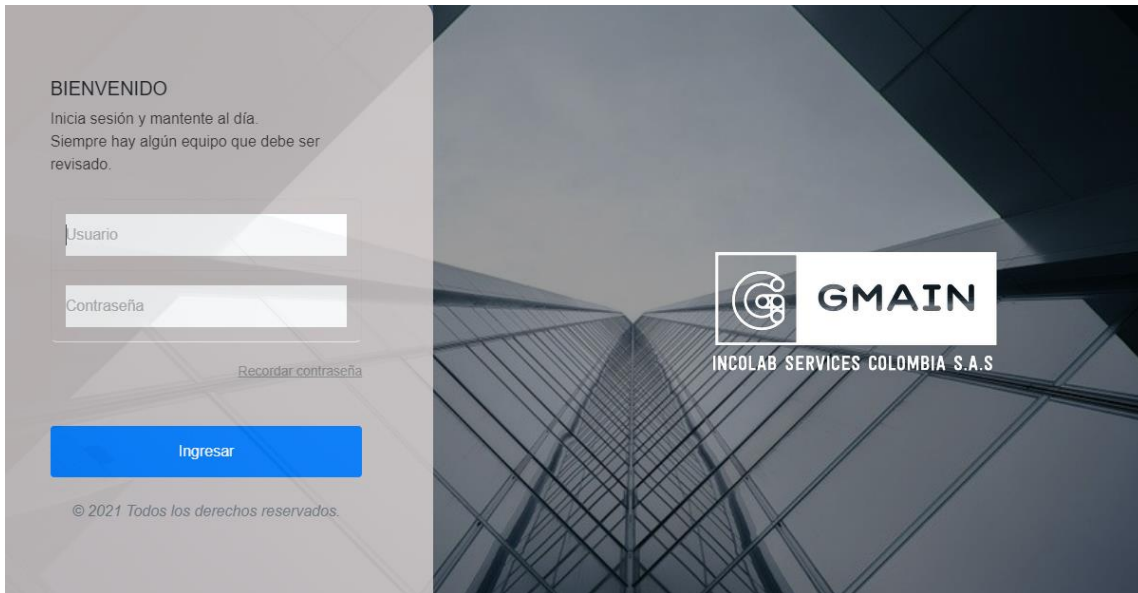 BIENVENIDO
Inicia sesión y mantente al día.
Siempre hay algún equipo que debe ser
revisado.
Usuario
Contraseña
Recordar contraseña
Ingresar
© 2021 Todos los derechos reservados.
GMAIN
INCOLAB SERVICES COLOMBIA S.A.S